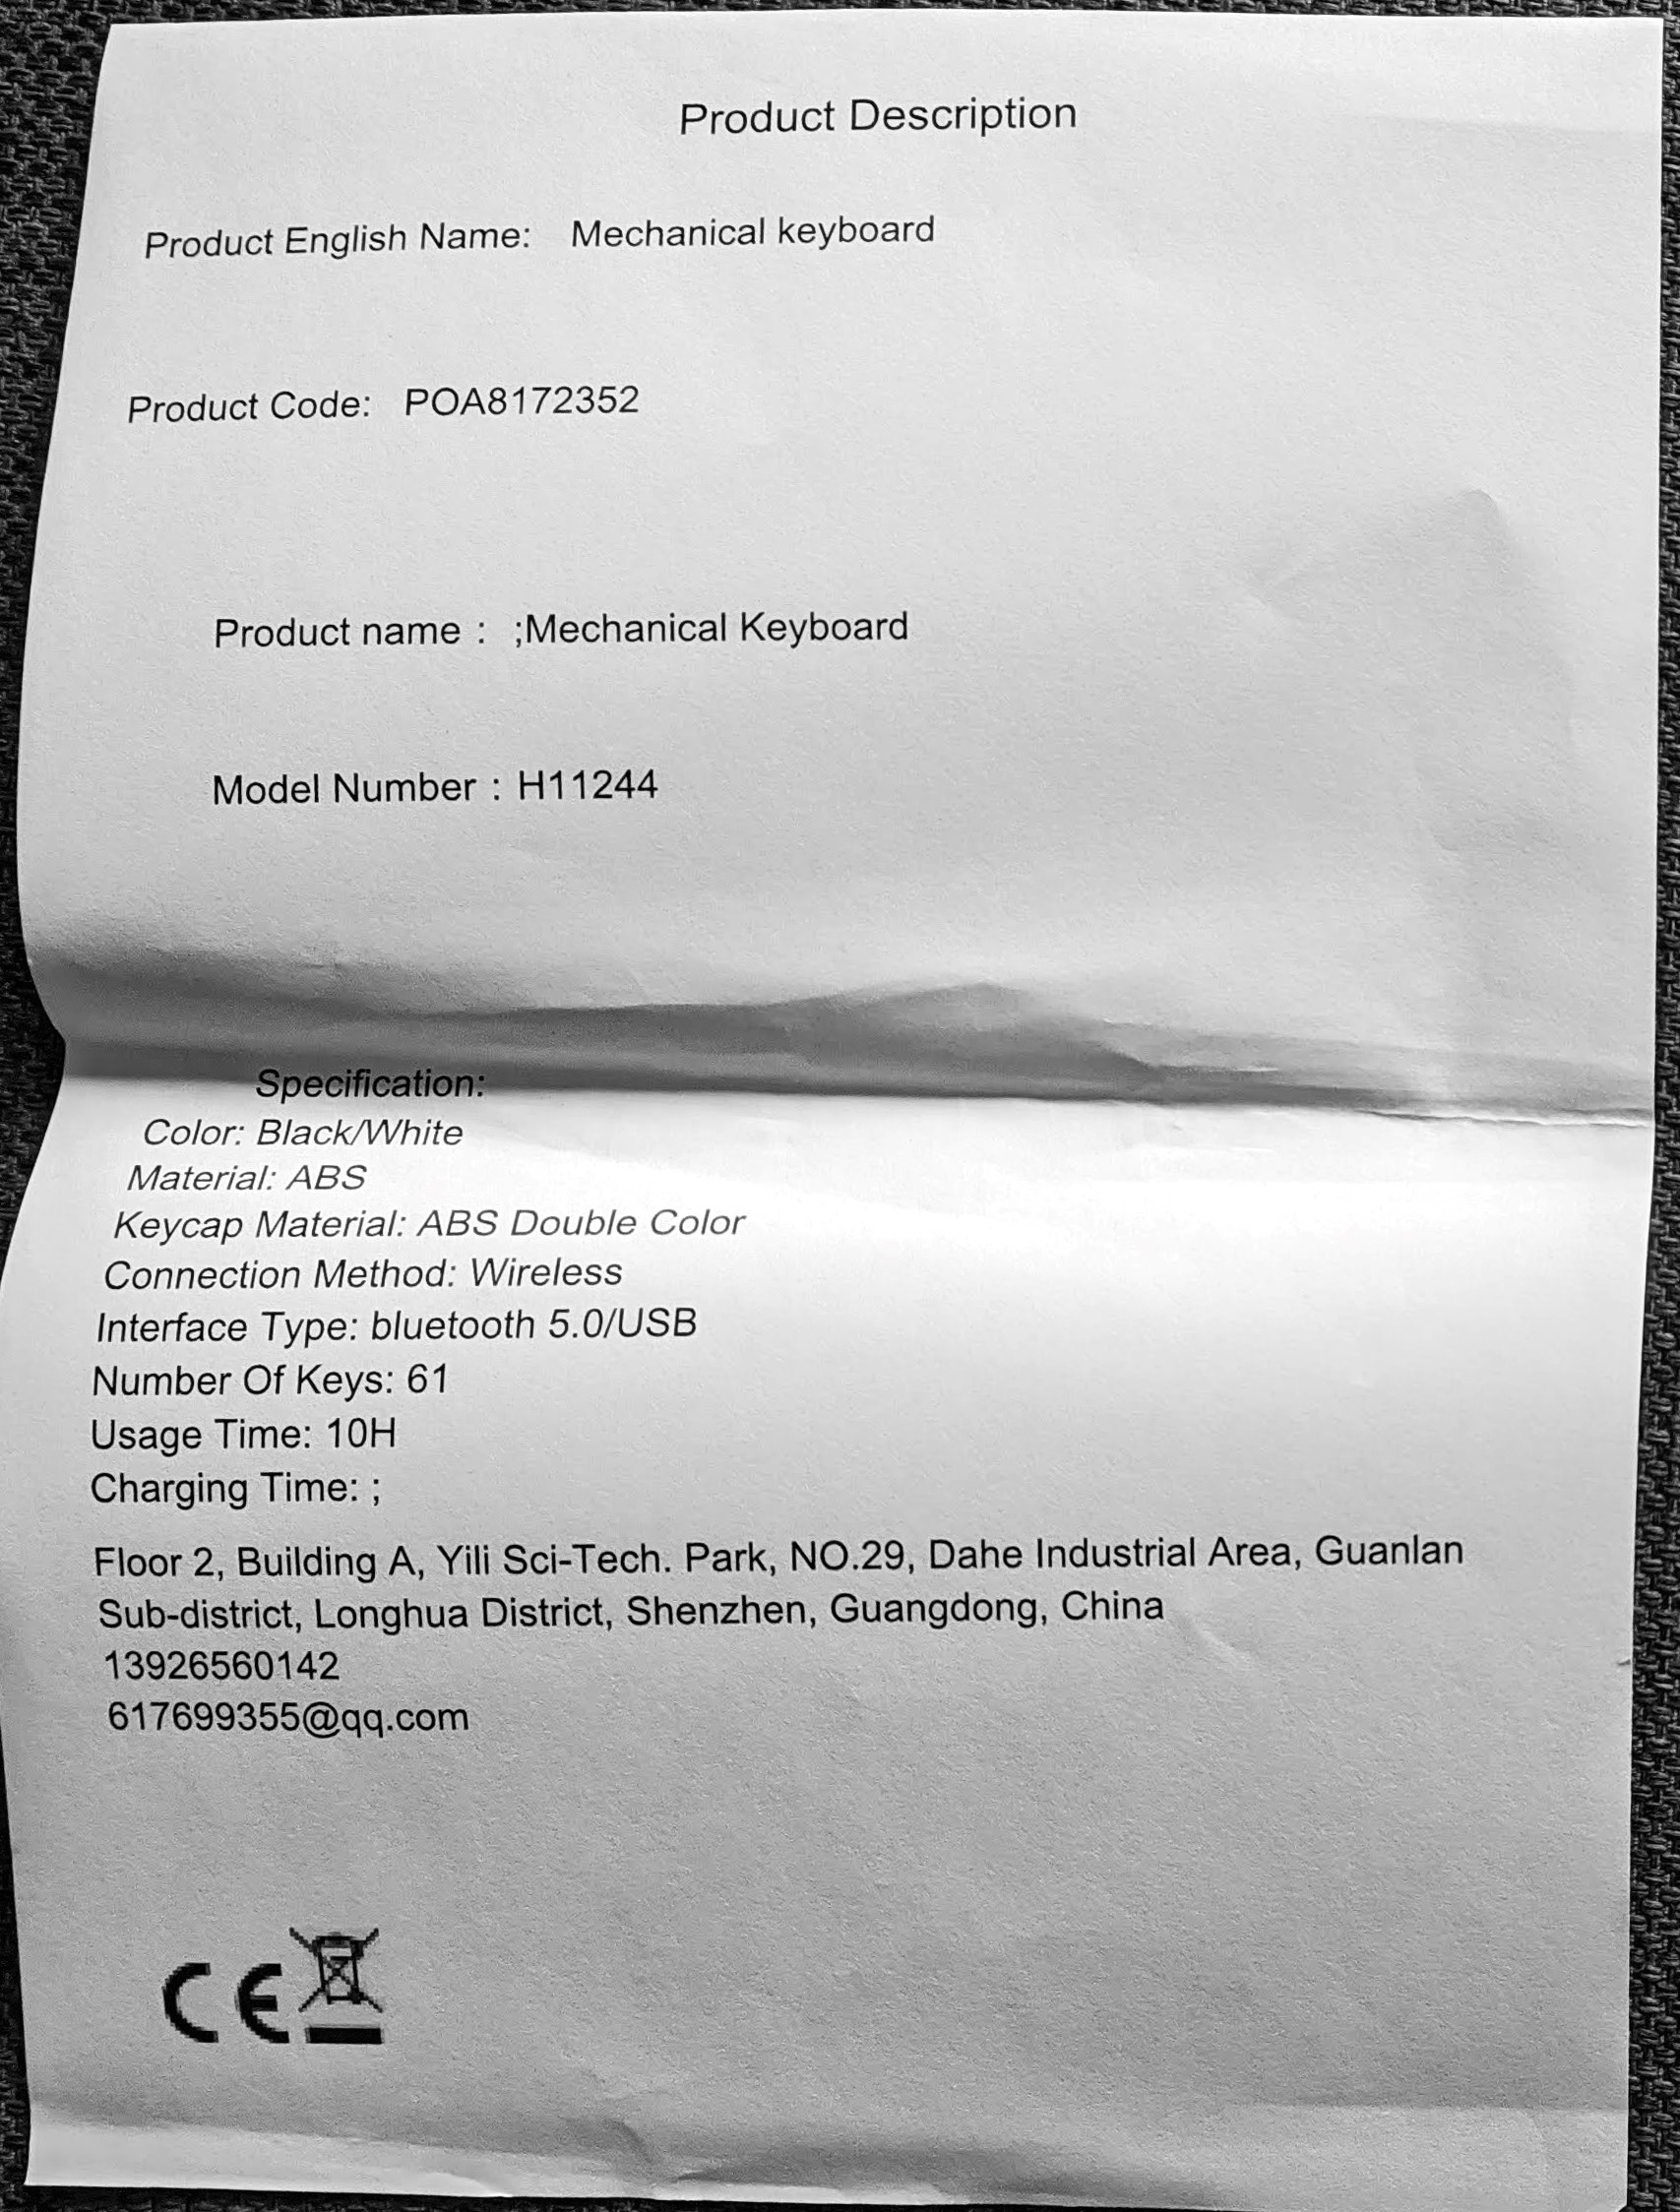 Product Description
Product English Name: Mechanical keyboard
Product Code: POA8172352
Product name : ;Mechanical Keyboard
Model Number : H11244
Specification:
Color: Black/White
Material: ABS
Keycap Material: ABS Double Color
Connection Method: Wireless
Interface Type: bluetooth 5.0/USB
Number Of Keys: 61
Usage Time: 10H
Charging Time: ;
Floor 2, Building A, Yili Sci-Tech. Park, NO.29, Dahe Industrial Area, Guanlan
Sub-district, Longhua District, Shenzhen, Guangdong, China
13926560142
617699355@qq.com
CE